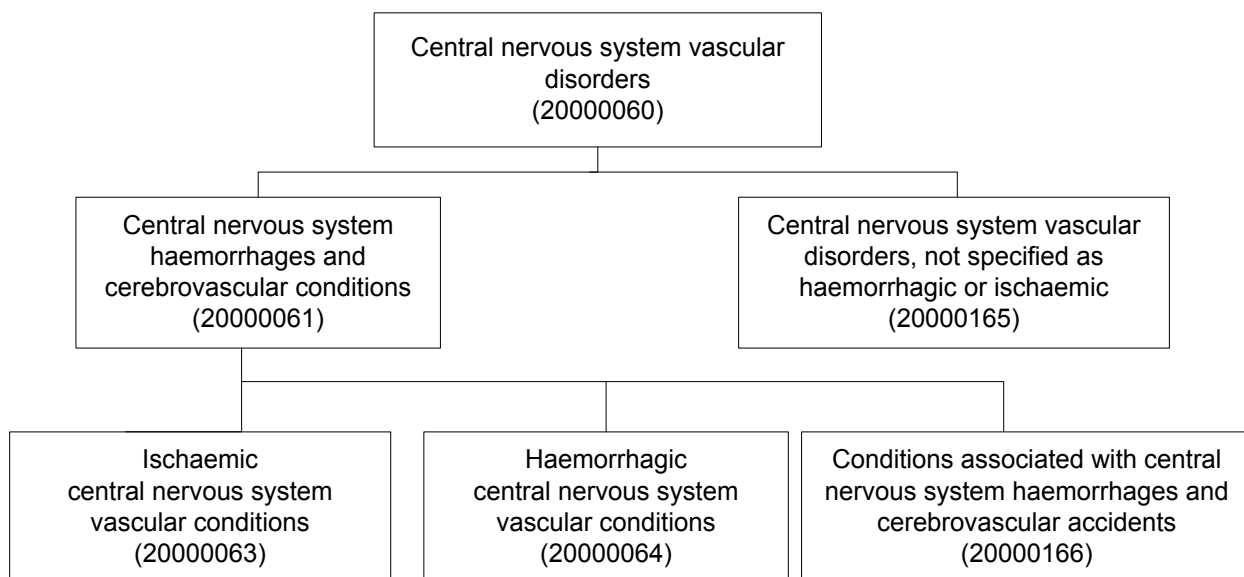 Central nervous system vascular
disorders
(20000060)
Central nervous system
haemorrhages and
cerebrovascular conditions
(20000061)
Central nervous system vascular
disorders, not specified as
haemorrhagic or ischaemic
(20000165)
Ischaemic
central nervous system
vascular conditions
(20000063)
Haemorrhagic
central nervous system
vascular conditions
(20000064)
Conditions associated with central
nervous system haemorrhages and
cerebrovascular accidents
(20000166)